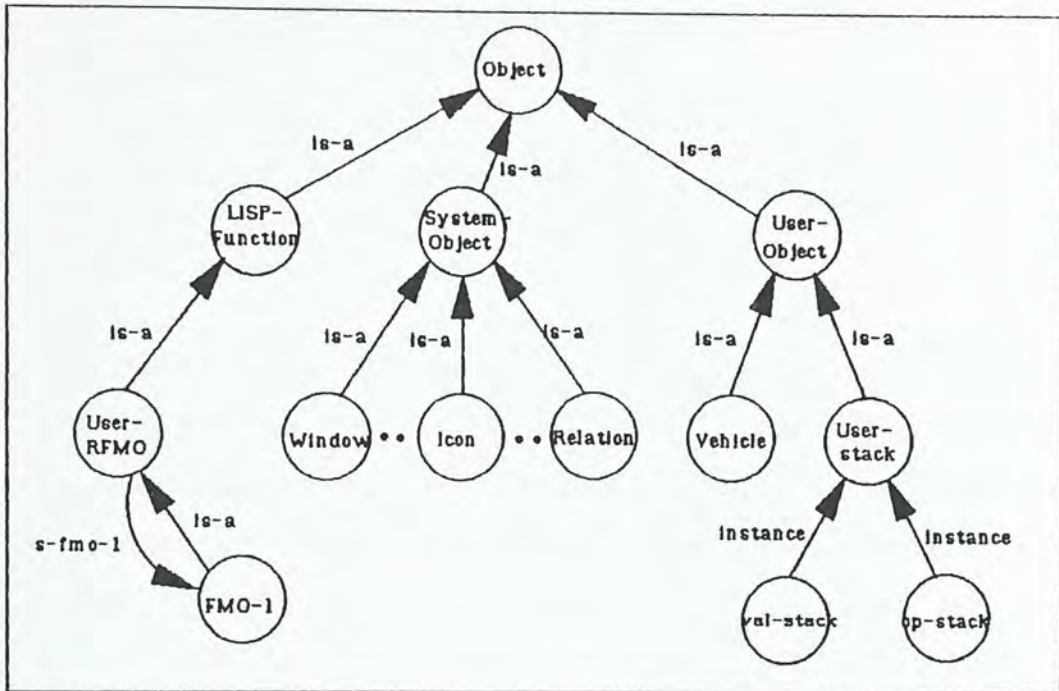 Object
is-a
is-a
is-a
LISP-
Function
System-
Object
User-
Object
is-a
is-a
is-a
is-a
is-a
is-a
User-
RFMO
Window
Icon
Relation
Vehicle
User-
stack
is-a
s-fmo-1
instance
instance
FMO-1
val-stack
op-stack